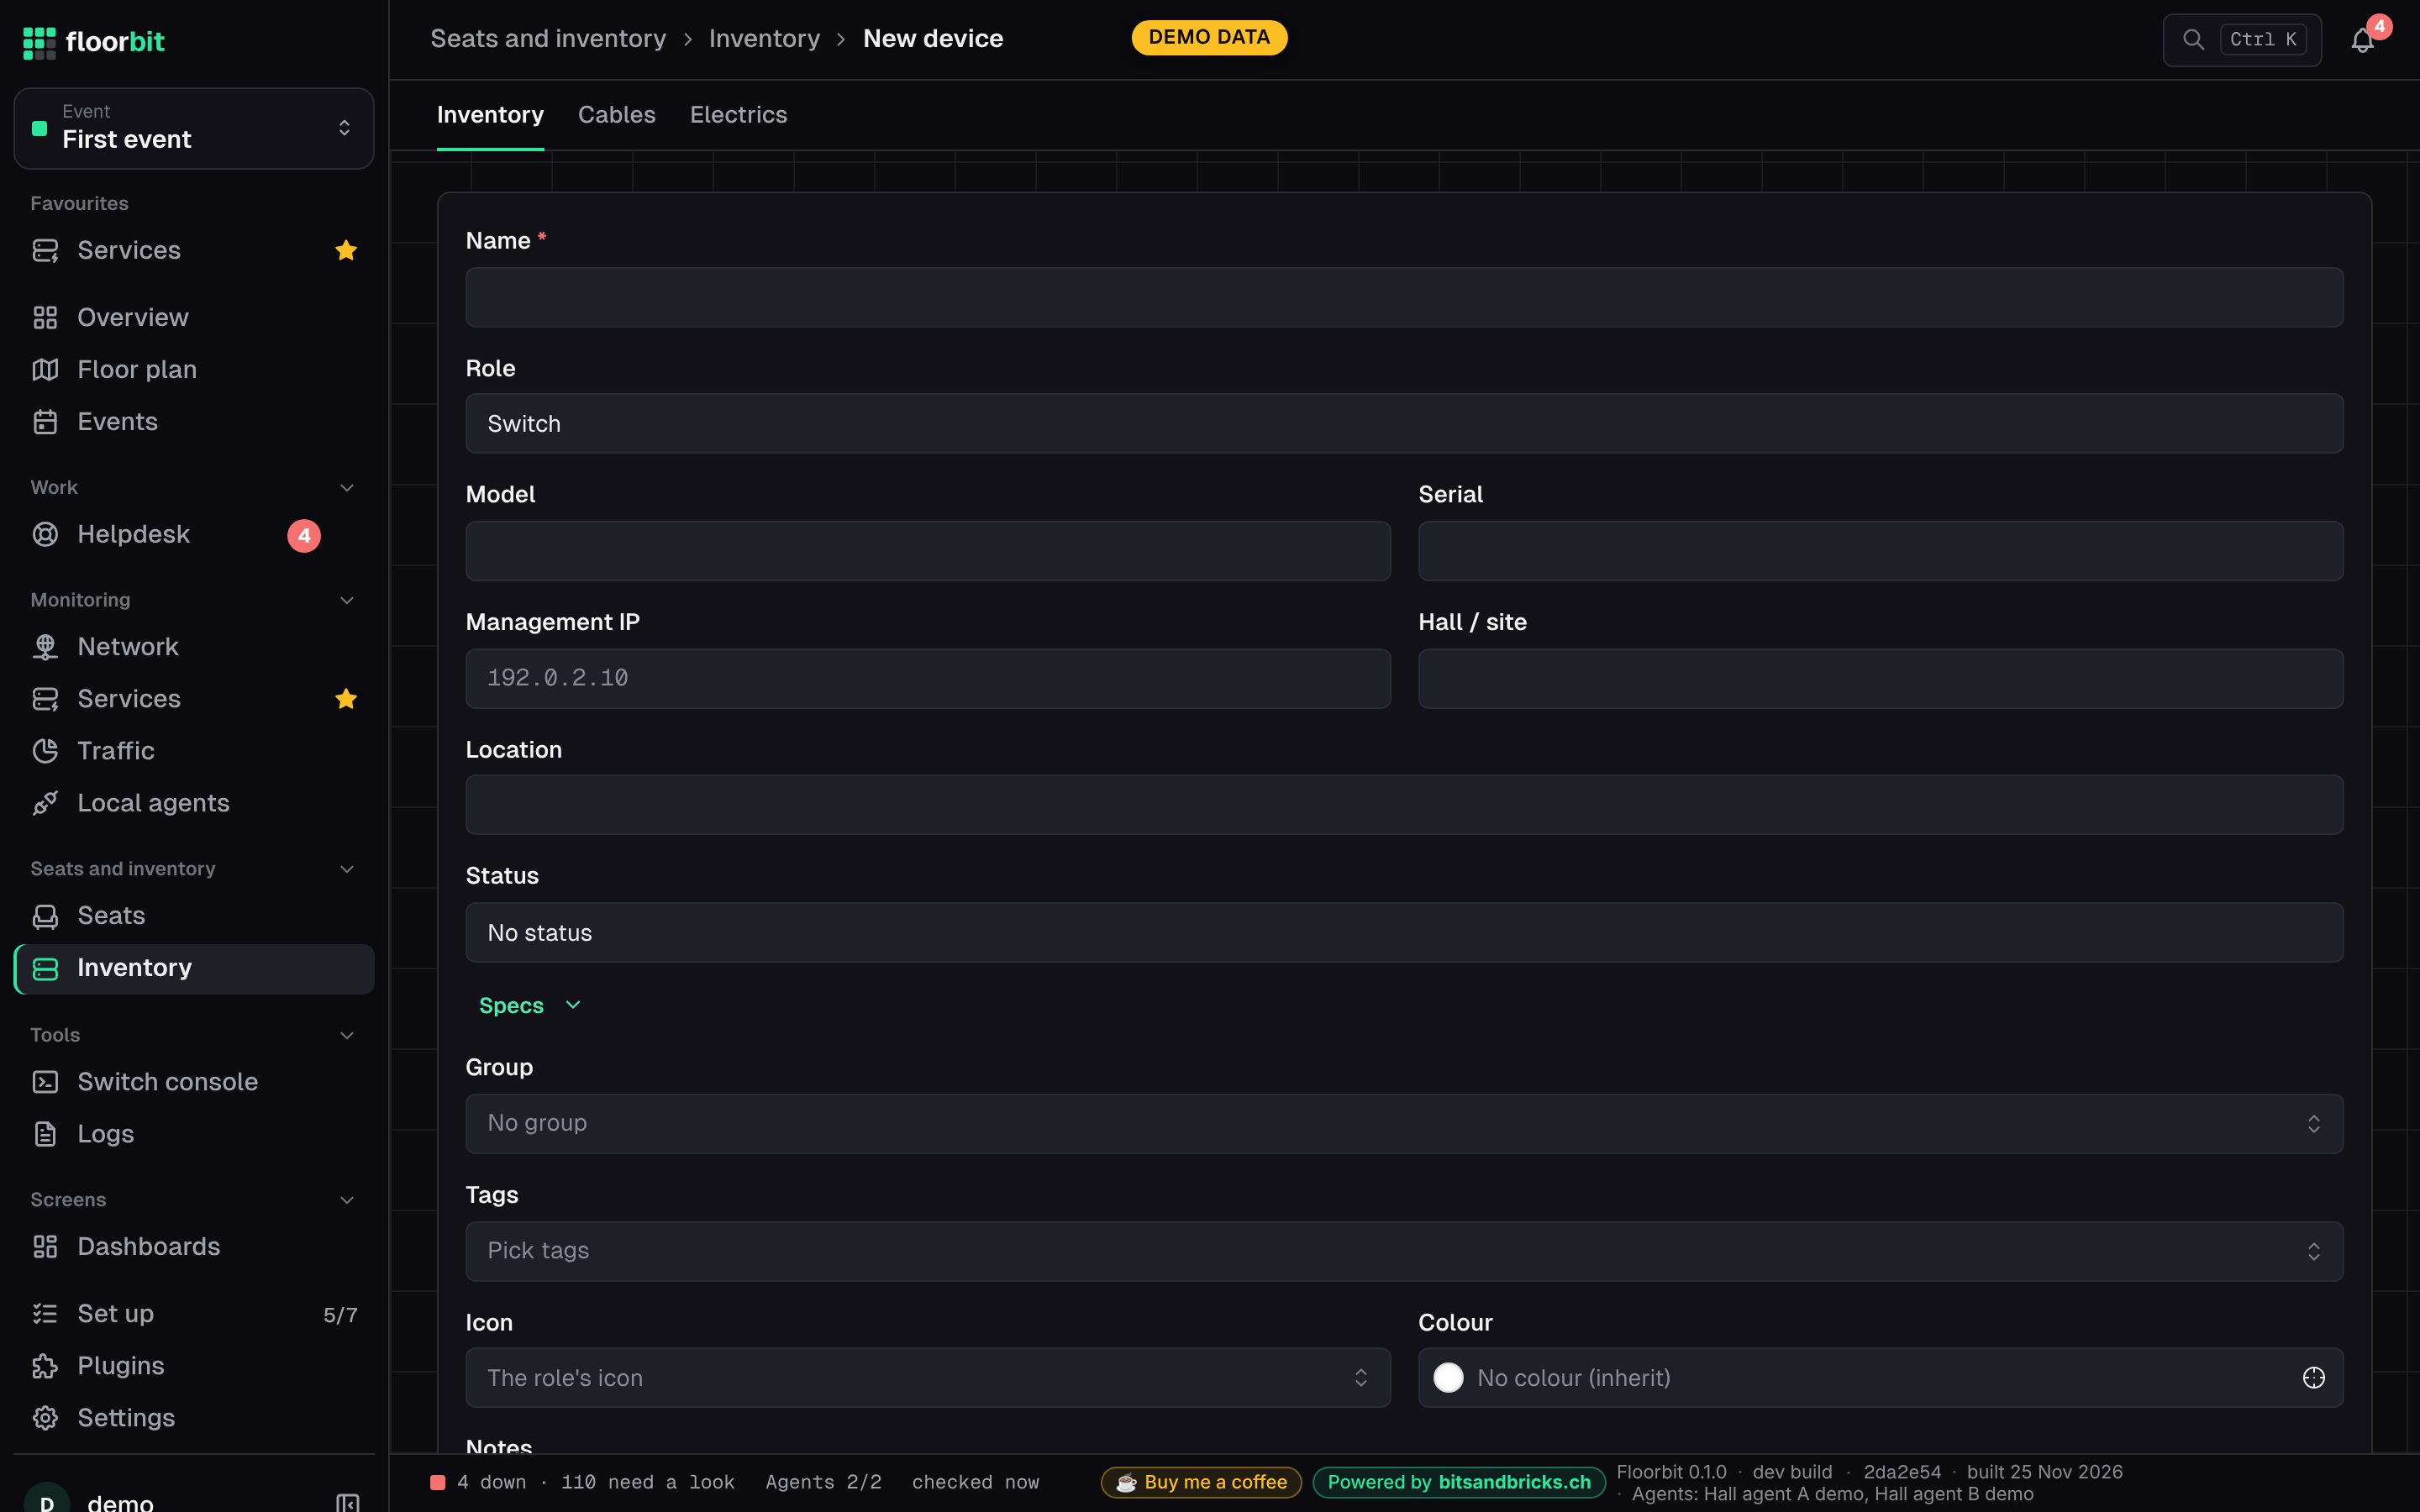 floorbit
Event
First event
Favourites
Services
Overview
Floor plan
Events
Work
Helpdesk 4
Monitoring
Network
Services
Traffic
Local agents
Seats and inventory
Seats
Inventory
Tools
Switch console
Logs
Screens
Dashboards
Set up 5/7
Plugins
Settings
D demo
Seats and inventory > Inventory > New device
DEMO DATA
Ctrl K
4
Inventory Cables Electrics
Name *
Role
Switch
Model Serial
Management IP Hall / site
192.0.2.10
Location
Status
No status
Specs
Group
No group
Tags
Pick tags
Icon Colour
The role's icon No colour (inherit)
Notes
4 down · 110 need a look Agents 2/2 checked now
Buy me a coffee
Powered by bitsandbricks.ch
Floorbit 0.1.0 · dev build · 2da2e54 · built 25 Nov 2026
· Agents: Hall agent A demo, Hall agent B demo